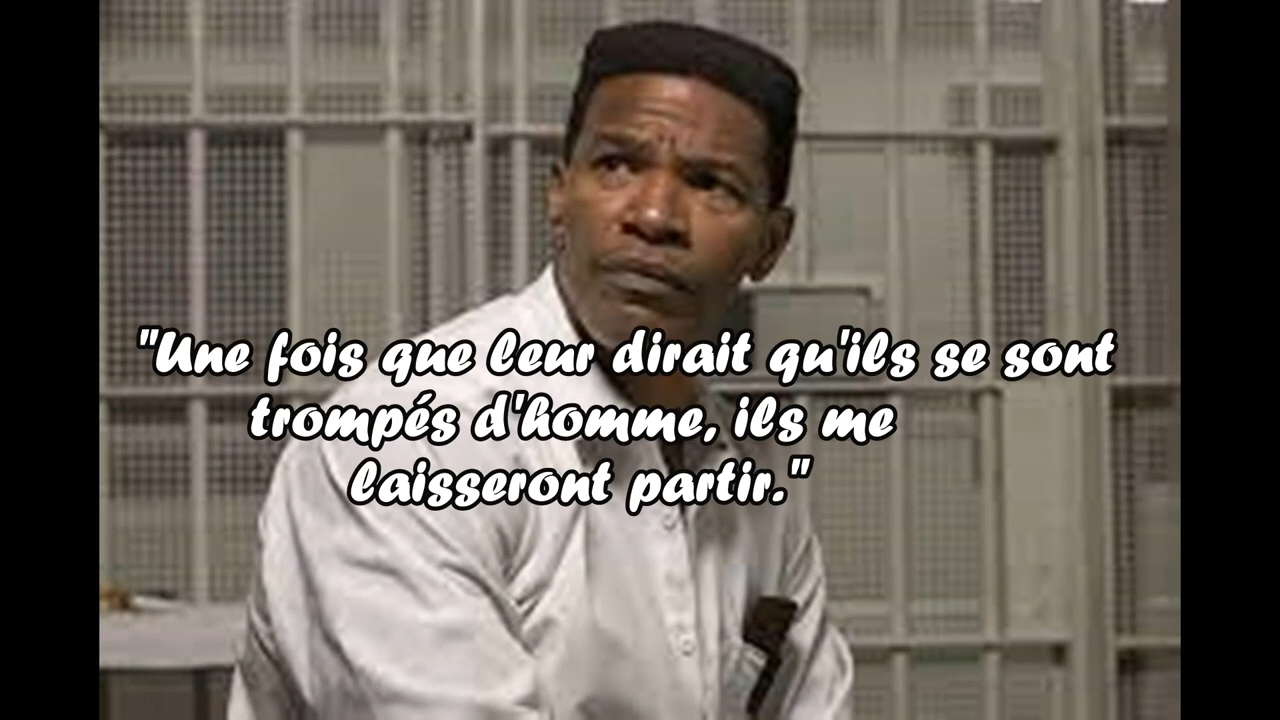 "Une fois que leur dirait qu'ils se sont
trompés d'homme, ils me
laisseront partir."